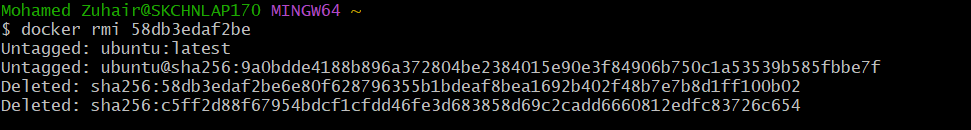 Mohamed Zuhair@SKCHNLAP170 MINGW64 ~
$ docker rmi 58db3edaf2be
Untagged: ubuntu:latest
Untagged: ubuntu@sha256:9a0bdde4188b896a372804be2384015e90e3f84906b750c1a53539b585fbbe7f
Deleted: sha256:58db3edaf2be6e80f628796355b1bdeaf8bea1692b402f48b7e7b8d1ff100b02
Deleted: sha256:c5ff2d88f67954bdcf1cfdd46fe3d683858d69c2cadd6660812edfc83726c654